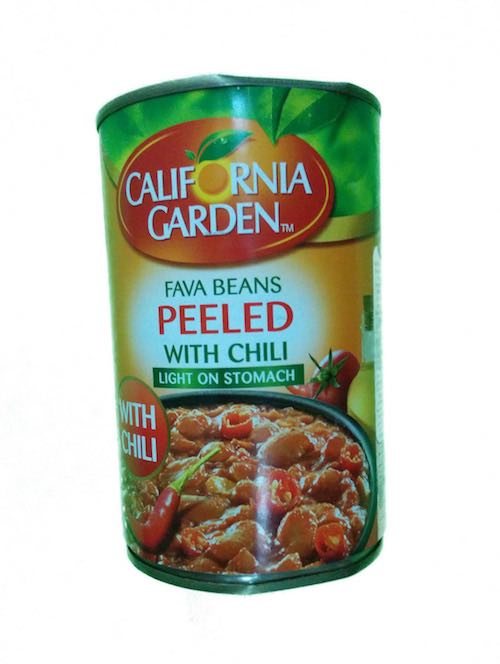 CALIFORNIA
GARDEN™
FAVA BEANS
PEELED
WITH CHILI
LIGHT ON STOMACH
WITH
CHILI